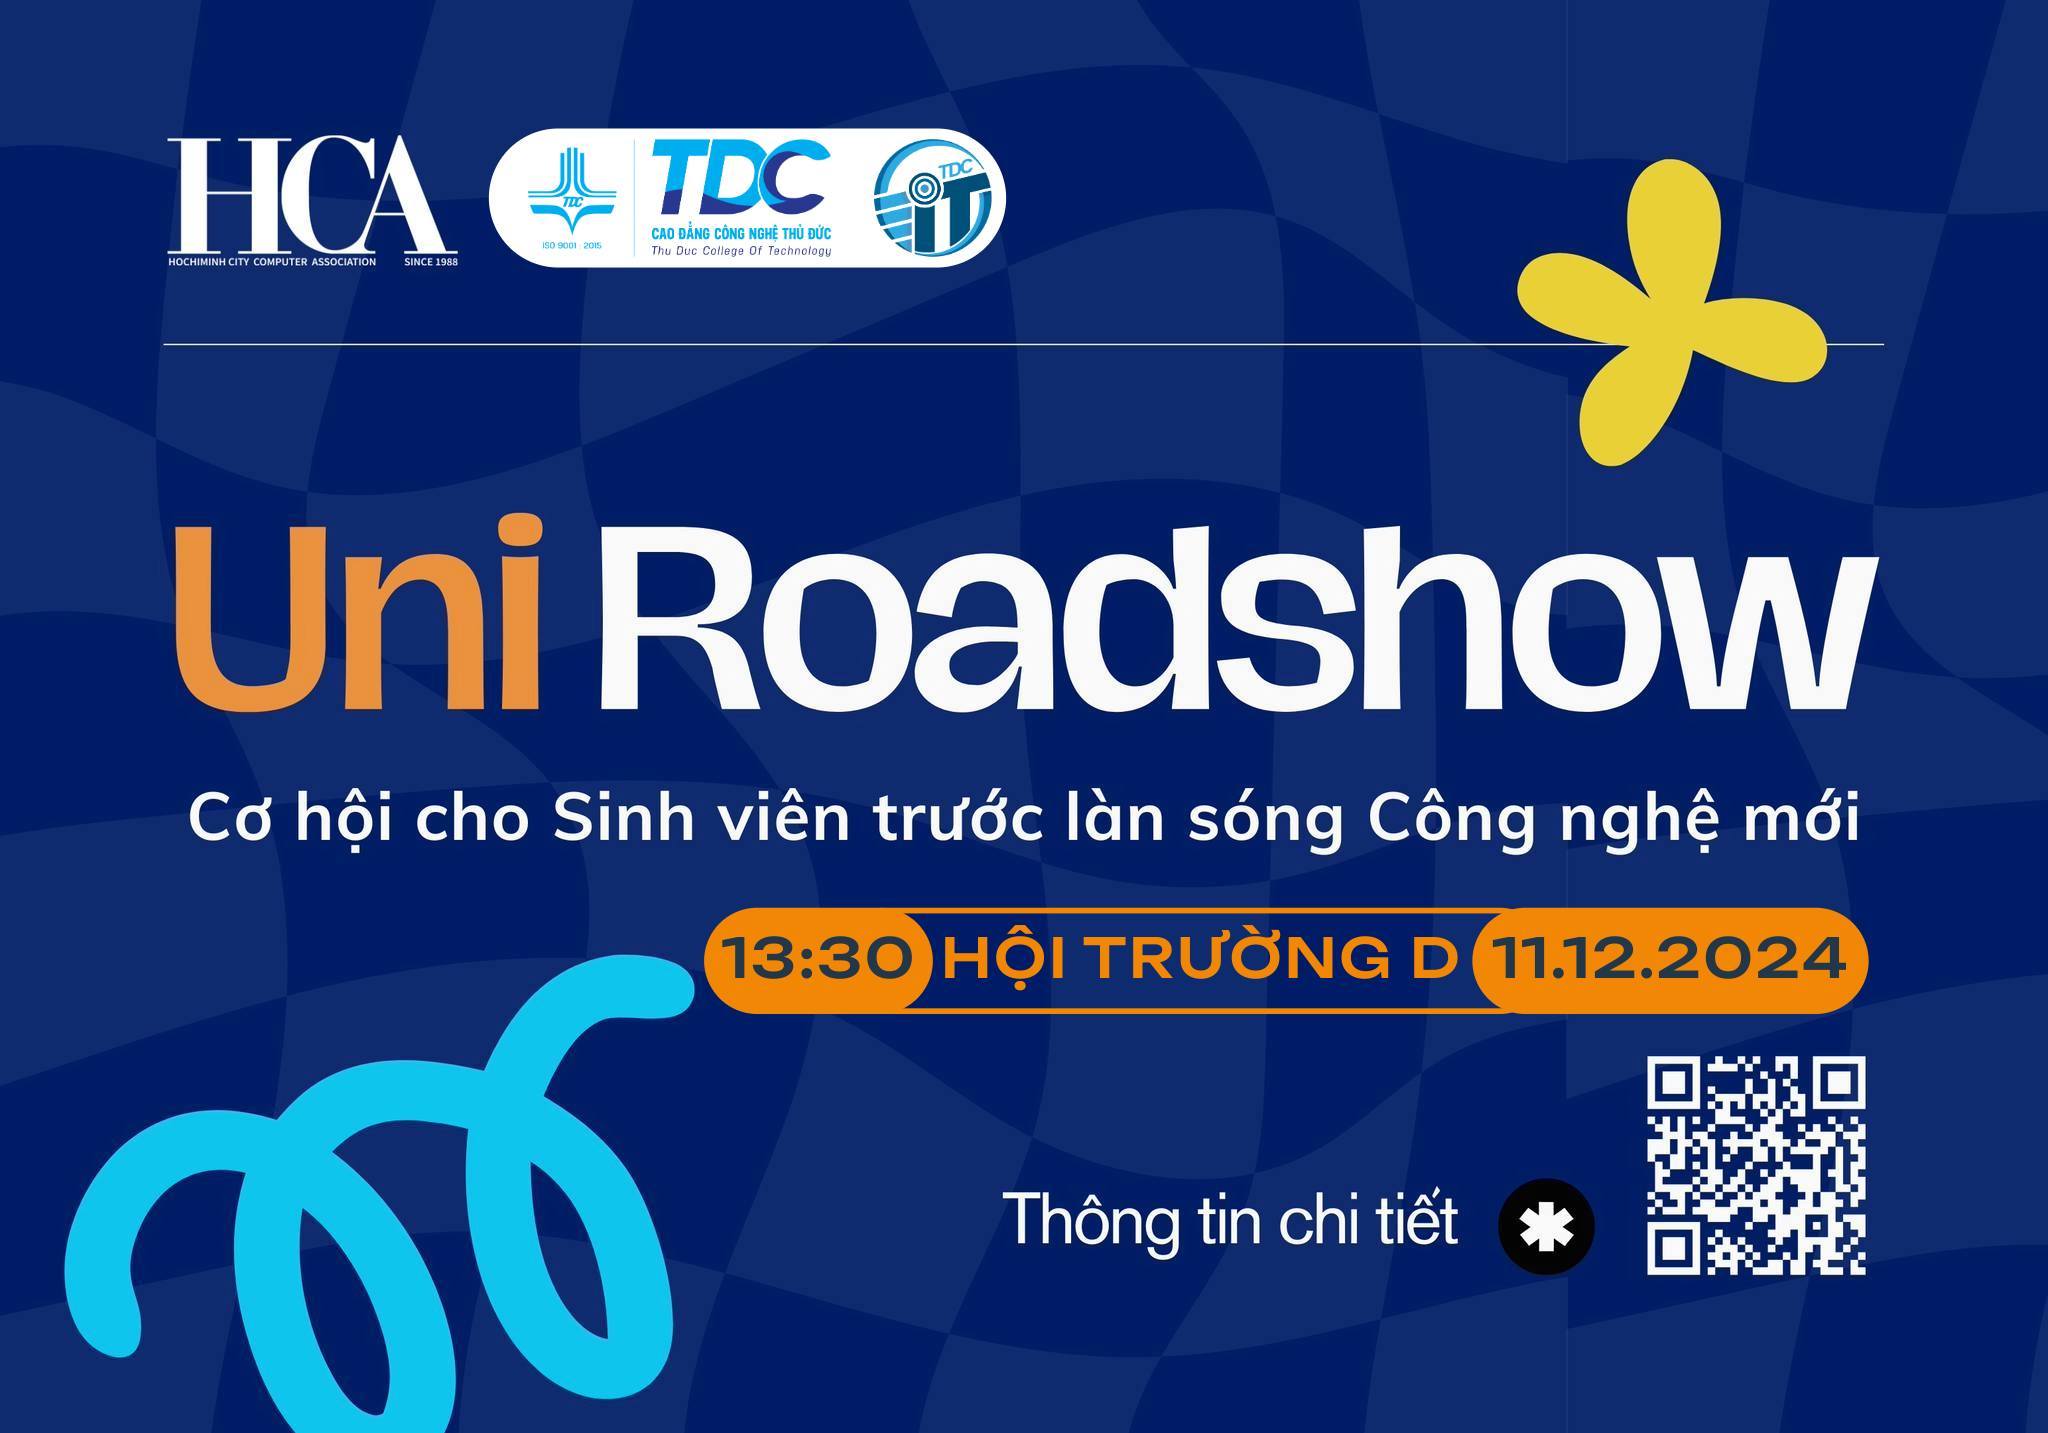 HCA
HOCHIMINH CITY COMPUTER ASSOCIATION SINCE 1988
TDC
ISO 9001 : 2015
TDC
CAO ĐẲNG CÔNG NGHỆ THỦ ĐỨC
Thu Duc College Of Technology
TDC
iT
Uni Roadshow
Cơ hội cho Sinh viên trước làn sóng Công nghệ mới
13:30 HỘI TRƯỜNG D 11.12.2024
Thông tin chi tiết